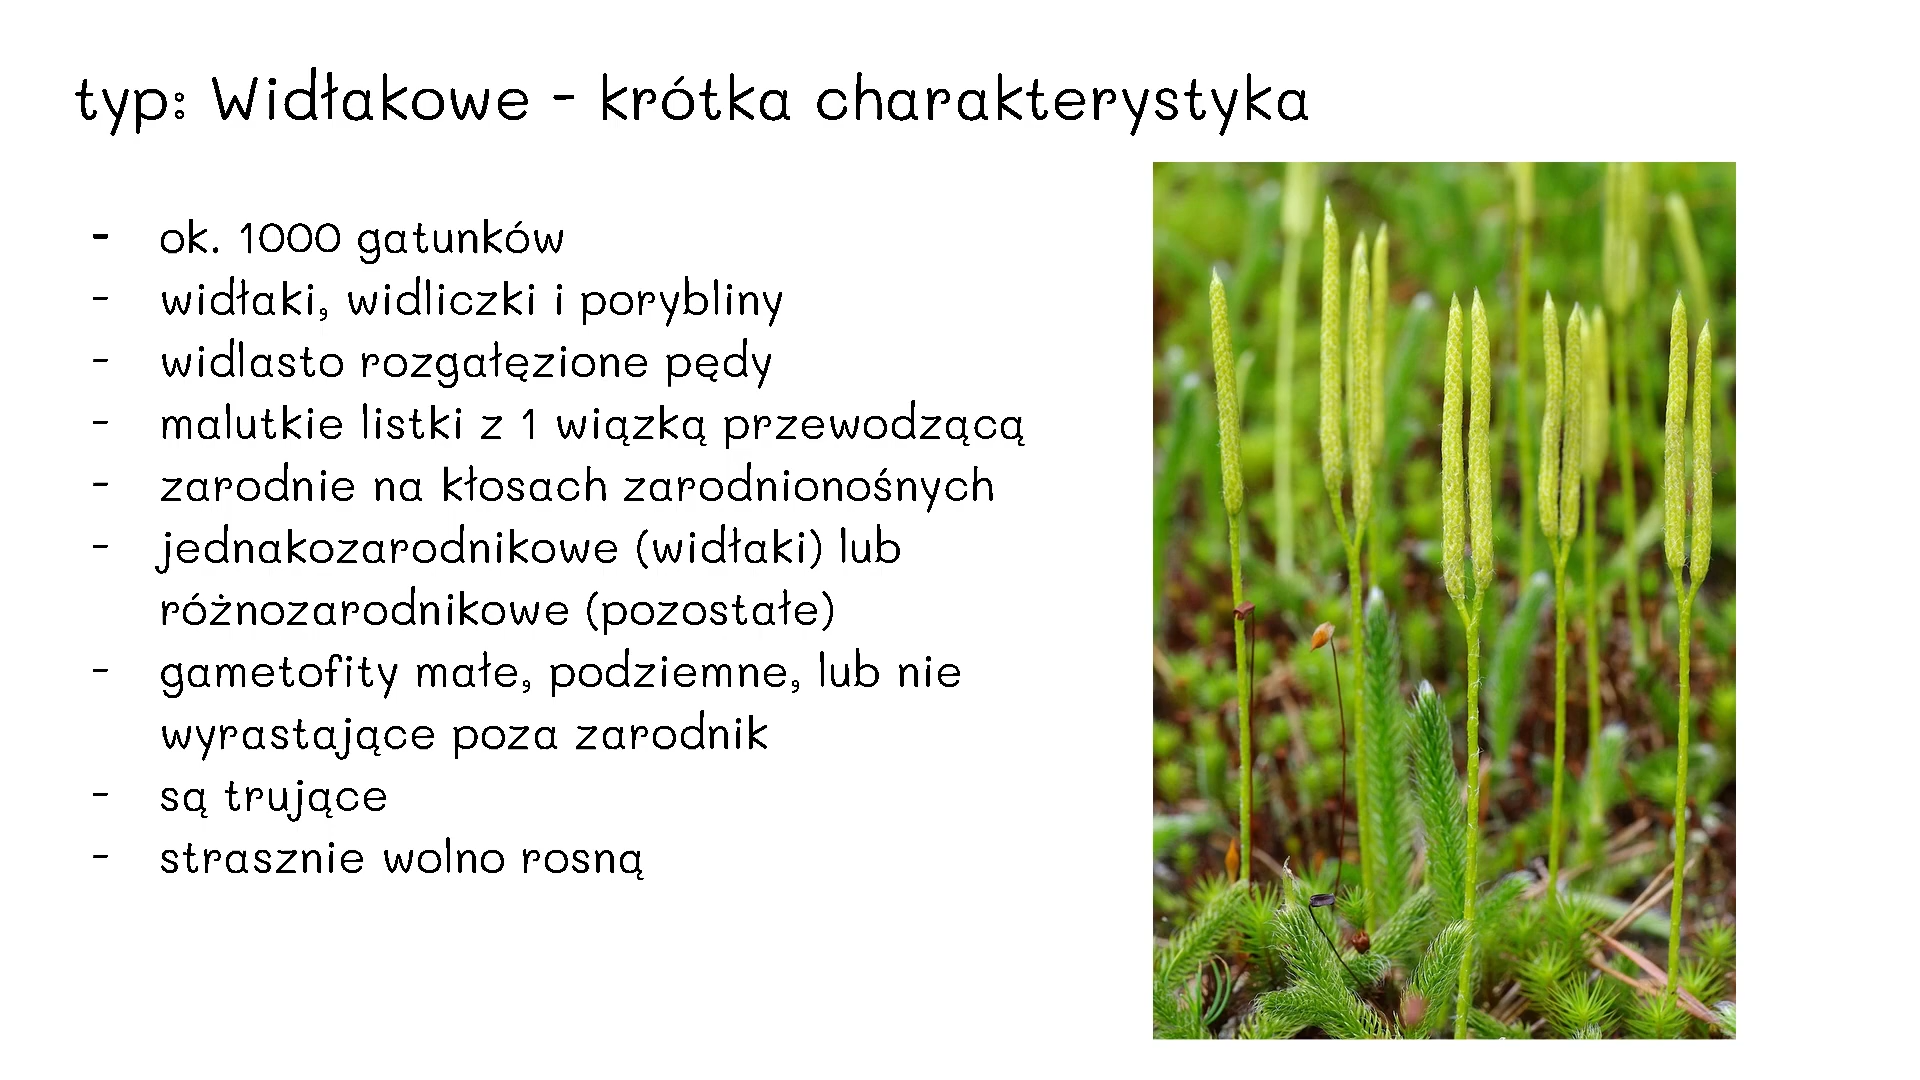 typ: Widłakowe - krótka charakterystyka
- ok. 1000 gatunków
- widłaki, widliczki i porybliny
- widlasto rozgałęzione pędy
- malutkie listki z 1 wiązką przewodzącą
- zarodnie na kłosach zarodnionośnych
- jednakozarodnikowe (widłaki) lub
różnozarodnikowe (pozostałe)
- gametofity małe, podziemne, lub nie
wyrastające poza zarodnik
- są trujące
- strasznie wolno rosną